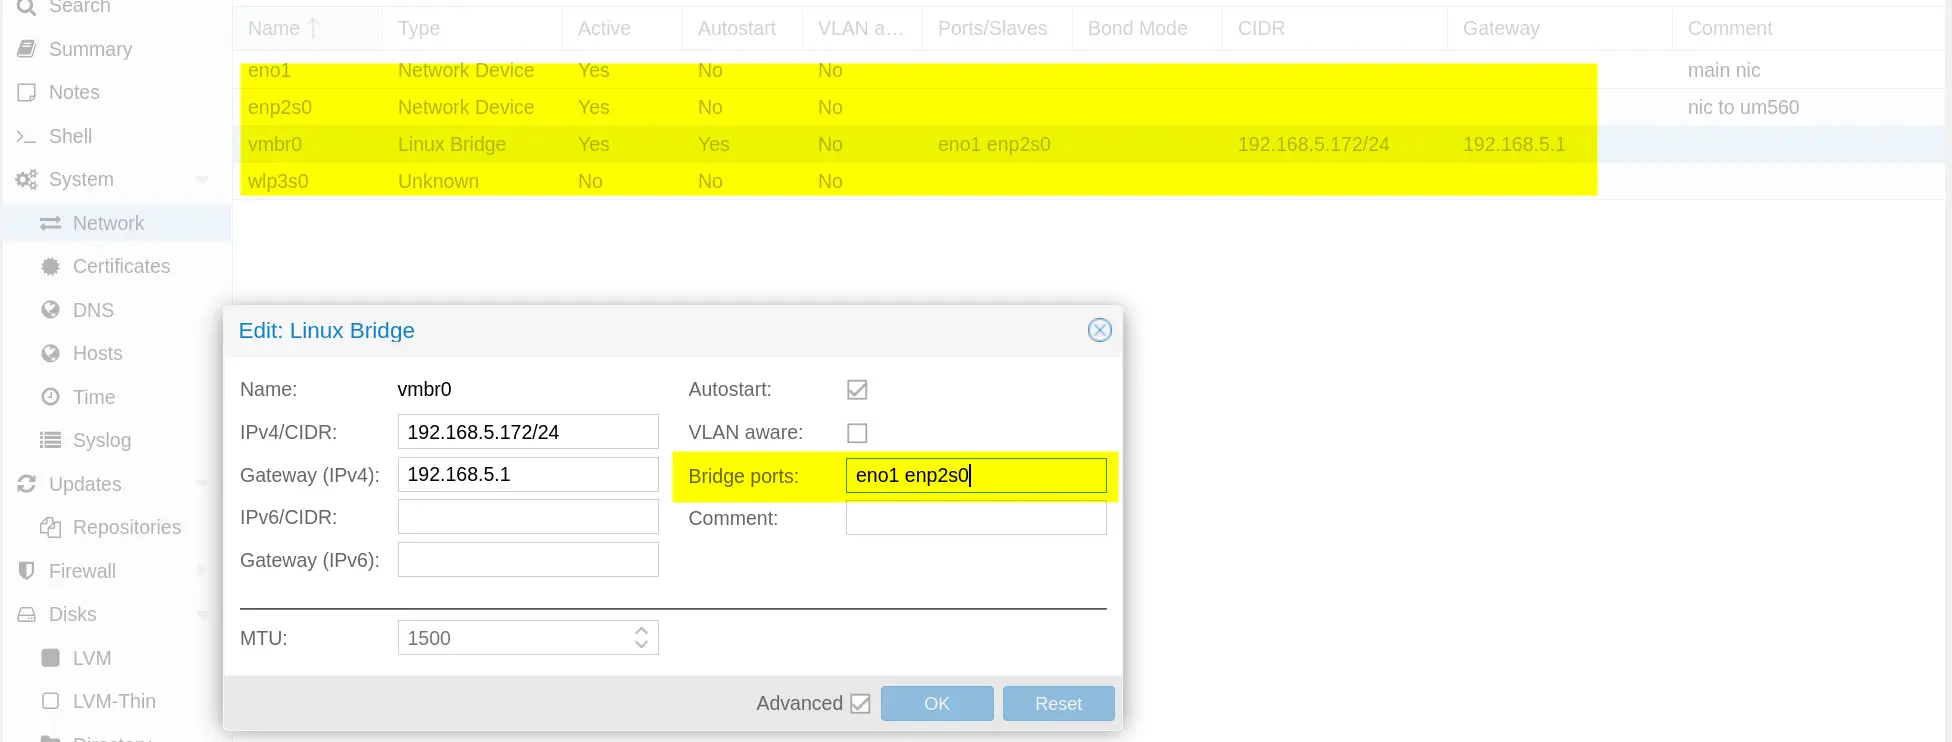 Search
Summary
Notes
Shell
System
Network
Certificates
DNS
Hosts
Time
Syslog
Updates
Repositories
Firewall
Disks
LVM
LVM-Thin
Directory
Name Type Active Autostart VLAN a... Ports/Slaves Bond Mode CIDR Gateway Comment
eno1 Network Device Yes No No main nic
enp2s0 Network Device Yes No No nic to um560
vmbr0 Linux Bridge Yes Yes No eno1 enp2s0 192.168.5.172/24 192.168.5.1
wlp3s0 Unknown No No No
Edit: Linux Bridge
Name: vmbr0 Autostart:
IPv4/CIDR: 192.168.5.172/24 VLAN aware:
Gateway (IPv4): 192.168.5.1 Bridge ports: eno1 enp2s0
IPv6/CIDR: Comment:
Gateway (IPv6):
MTU: 1500
Advanced OK Reset